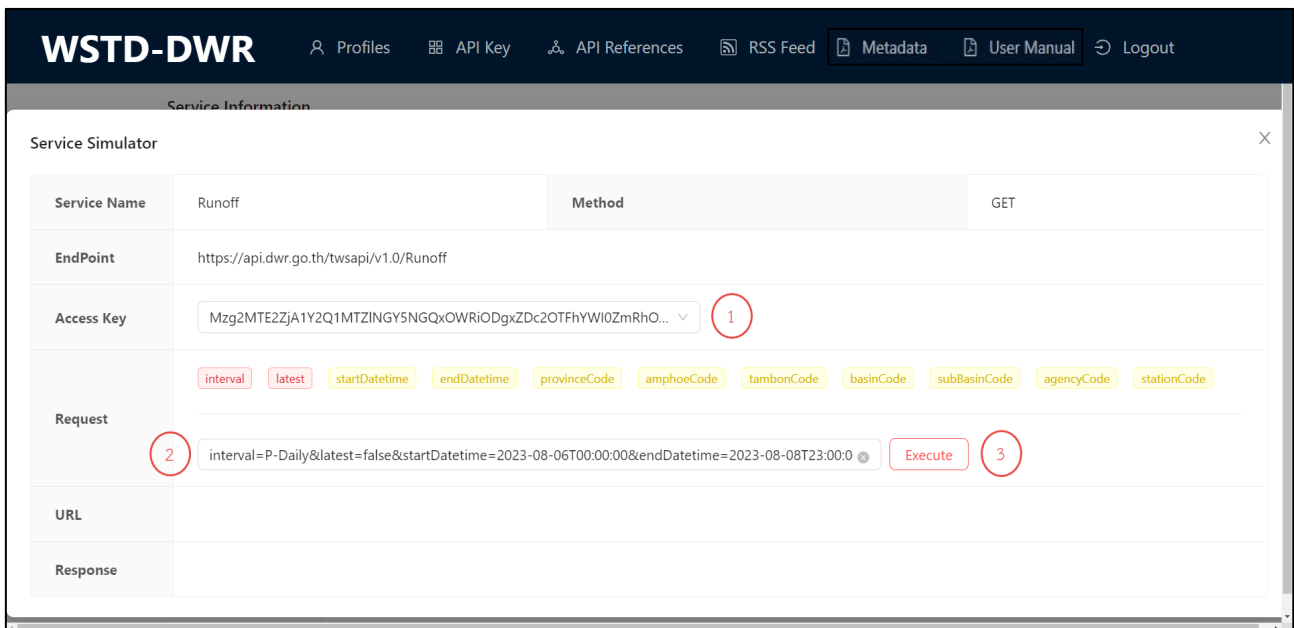 WSTD-DWR Profiles API Key API References RSS Feed Metadata User Manual Logout
Service Information
Service Simulator
Service Name Runoff Method GET
EndPoint https://api.dwr.go.th/twsapi/v1.0/Runoff
Access Key Mzg2MTE2ZjA1Y2Q1MTZlNGY5NGQxOWRiODgxZDc2OTFhYWI0ZmRhO... 1
interval latest startDatetime endDatetime provinceCode amphoeCode tambonCode basinCode subBasinCode agencyCode stationCode
Request
2 interval=P-Daily&latest=false&startDatetime=2023-08-06T00:00:00&endDatetime=2023-08-08T23:00:0 Execute 3
URL
Response